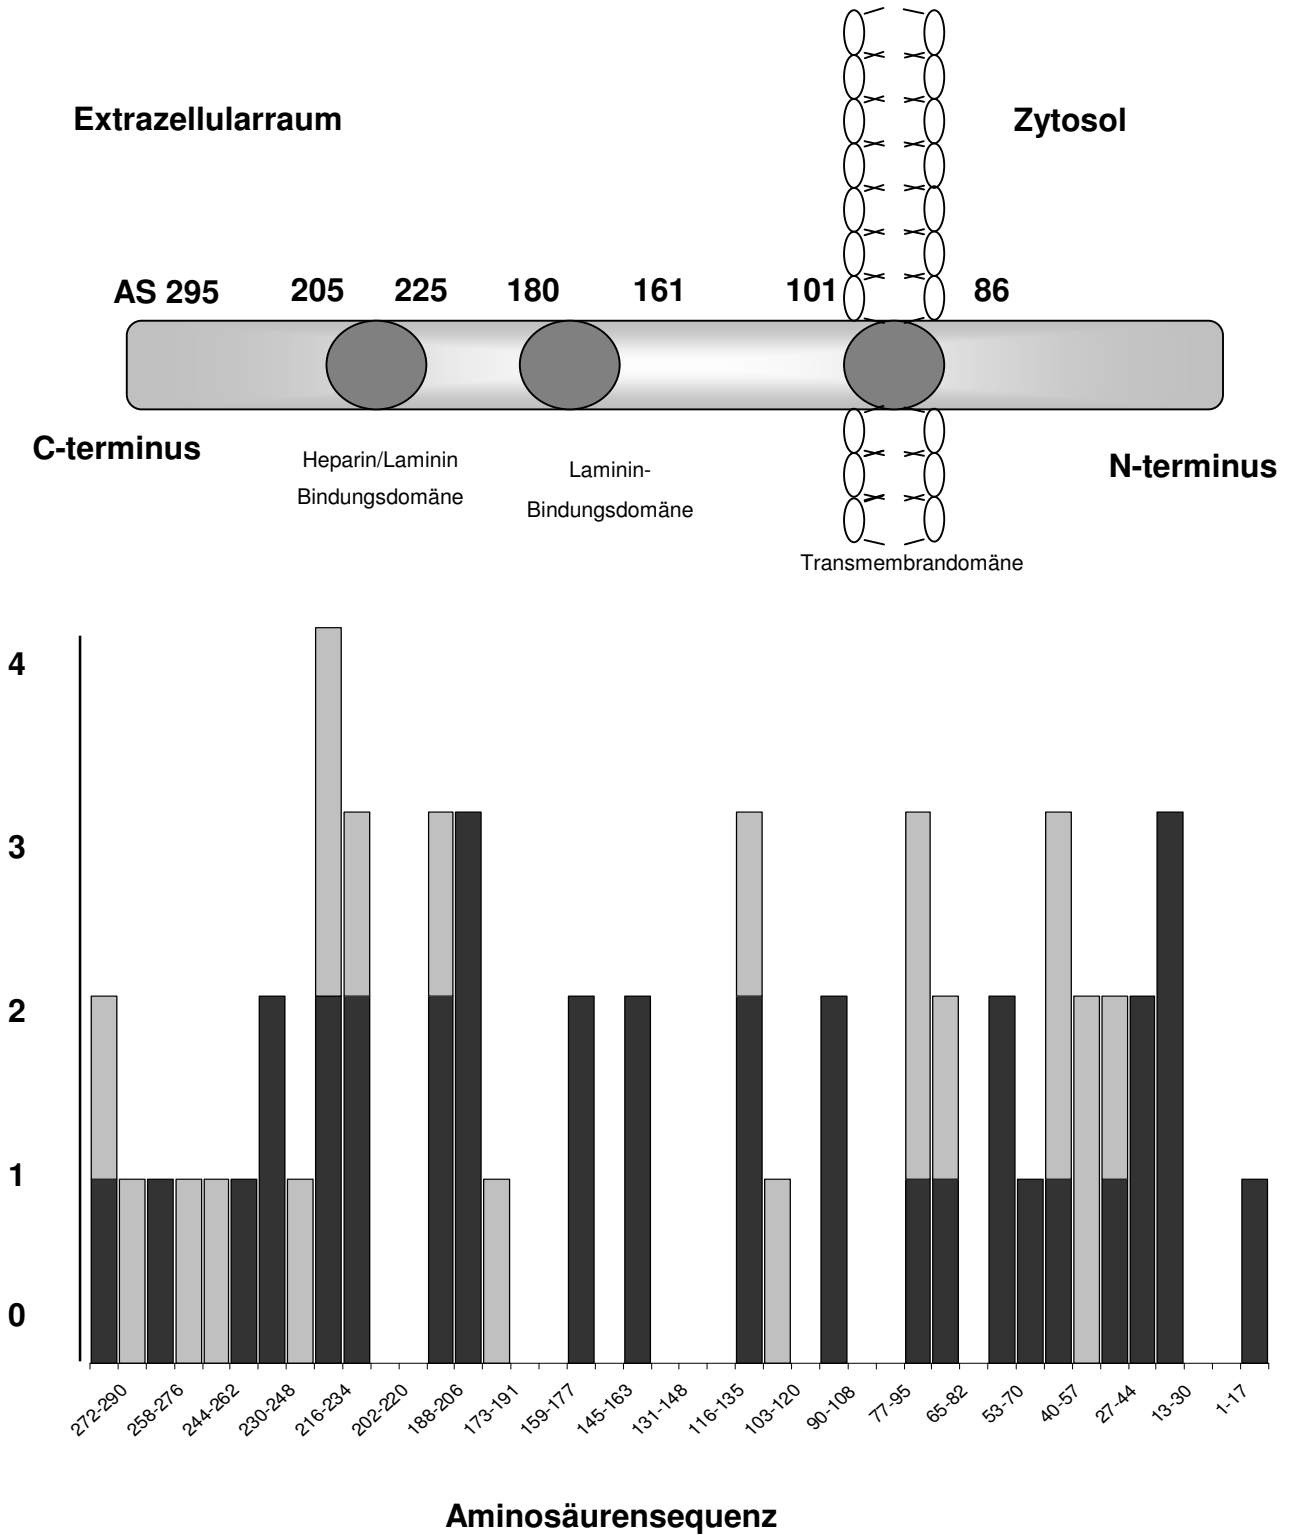 Extrazellularraum
Zytosol
AS 295 205 225 180 161 101 86
C-terminus
N-terminus
Heparin/Laminin
Bindungsdomäne
Laminin-
Bindungsdomäne
Transmembrandomäne
4
3
2
1
0
272-290
258-276
244-262
230-248
216-234
202-220
188-206
173-191
159-177
145-163
131-148
116-135
103-120
90-108
77-95
65-82
53-70
40-57
27-44
13-30
1-17
Aminosäurensequenz